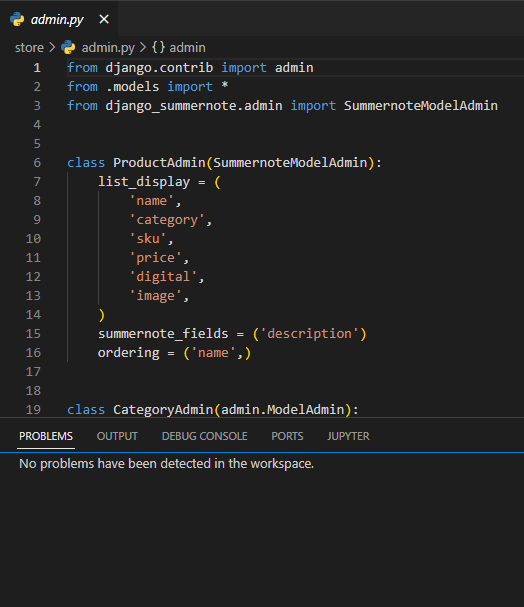 admin.py ×
store > admin.py > {} admin
1 from django.contrib import admin
2 from .models import *
3 from django_summernote.admin import SummernoteModelAdmin
4
5
6 class ProductAdmin(SummernoteModelAdmin):
7     list_display = (
8         'name',
9         'category',
10         'sku',
11         'price',
12         'digital',
13         'image',
14     )
15     summernote_fields = ('description')
16     ordering = ('name',)
17
18
19 class CategoryAdmin(admin.ModelAdmin):
PROBLEMS OUTPUT DEBUG CONSOLE PORTS JUPYTER
No problems have been detected in the workspace.